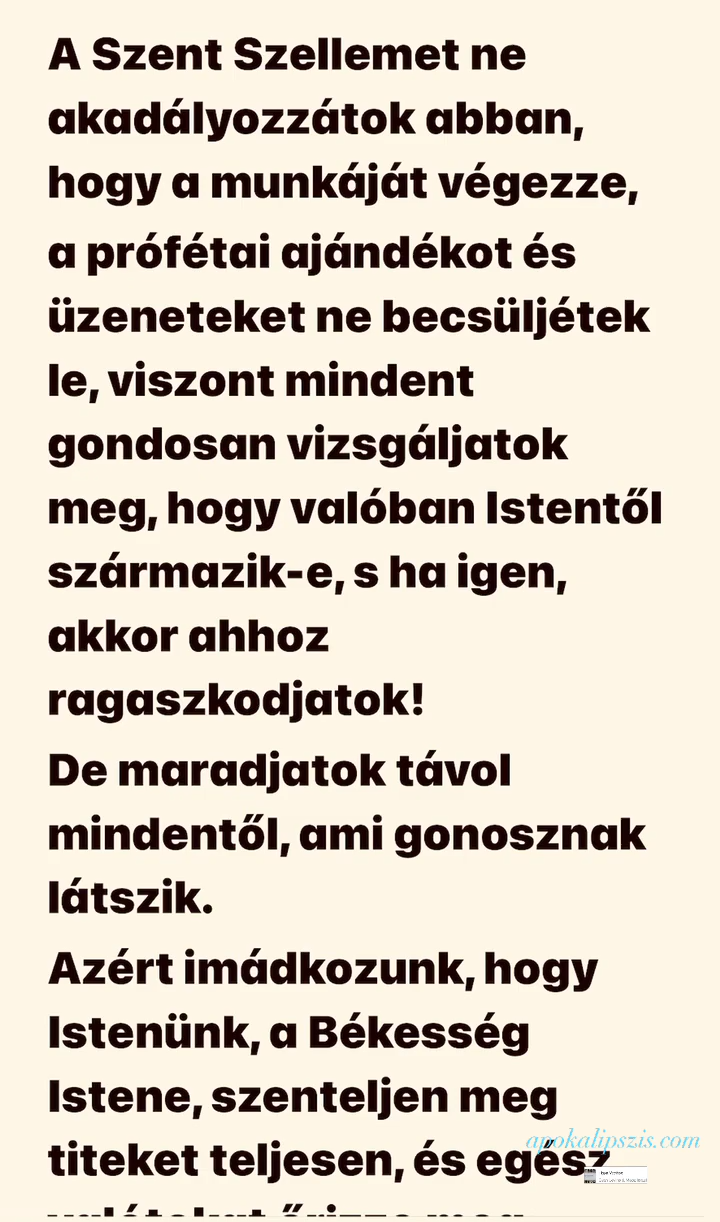 A Szent Szellemet ne
akadályozzátok abban,
hogy a munkáját végezze,
a prófétai ajándékot és
üzeneteket ne becsüljétek
le, viszont mindent
gondosan vizsgáljatok
meg, hogy valóban Istentől
származik-e, s ha igen,
akkor ahhoz
ragaszkodjatok!
De maradjatok távol
mindentől, ami gonosznak
látszik.
Azért imádkozunk, hogy
Istenünk, a Békesség
Istene, szenteljen meg
apokalipszis.com
titeket teljesen, és egész